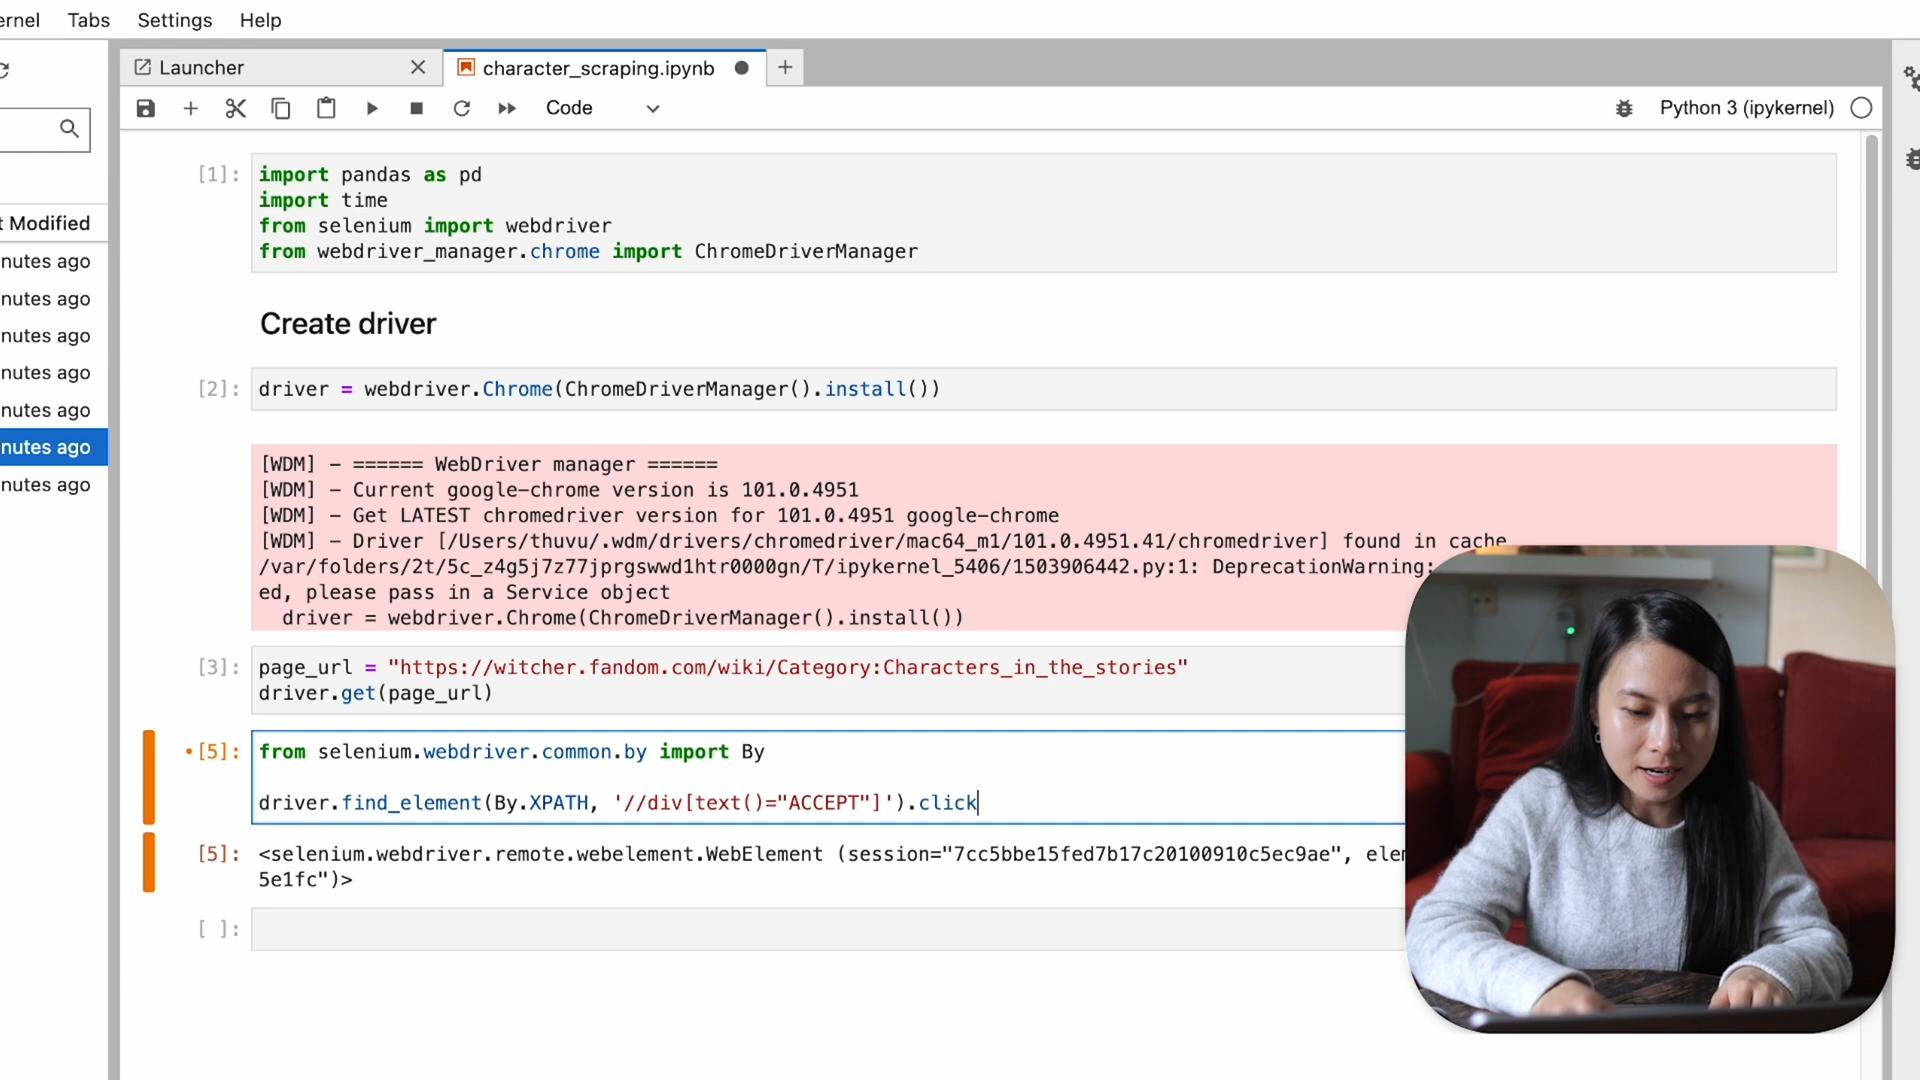 ernel Tabs Settings Help
Launcher
character_scraping.ipynb
Code
Python 3 (ipykernel)
t Modified
nutes ago
nutes ago
nutes ago
nutes ago
nutes ago
nutes ago
nutes ago
[1]:
import pandas as pd
import time
from selenium import webdriver
from webdriver_manager.chrome import ChromeDriverManager
Create driver
[2]:
driver = webdriver.Chrome(ChromeDriverManager().install())
[WDM] - ====== WebDriver manager ======
[WDM] - Current google-chrome version is 101.0.4951
[WDM] - Get LATEST chromedriver version for 101.0.4951 google-chrome
[WDM] - Driver [/Users/thuvu/.wdm/drivers/chromedriver/mac64_m1/101.0.4951.41/chromedriver] found in cache
/var/folders/2t/5c_z4g5j7z77jprgswwd1htr0000gn/T/ipykernel_5406/1503906442.py:1: DeprecationWarning:
ed, please pass in a Service object
driver = webdriver.Chrome(ChromeDriverManager().install())
[3]:
page_url = "https://witcher.fandom.com/wiki/Category:Characters_in_the_stories"
driver.get(page_url)
[5]:
from selenium.webdriver.common.by import By
driver.find_element(By.XPATH, '//div[text()="ACCEPT"]').click
[5]:
<selenium.webdriver.remote.webelement.WebElement (session="7cc5bbe15fed7b17c20100910c5ec9ae", eler
5e1fc")>
[ ]: